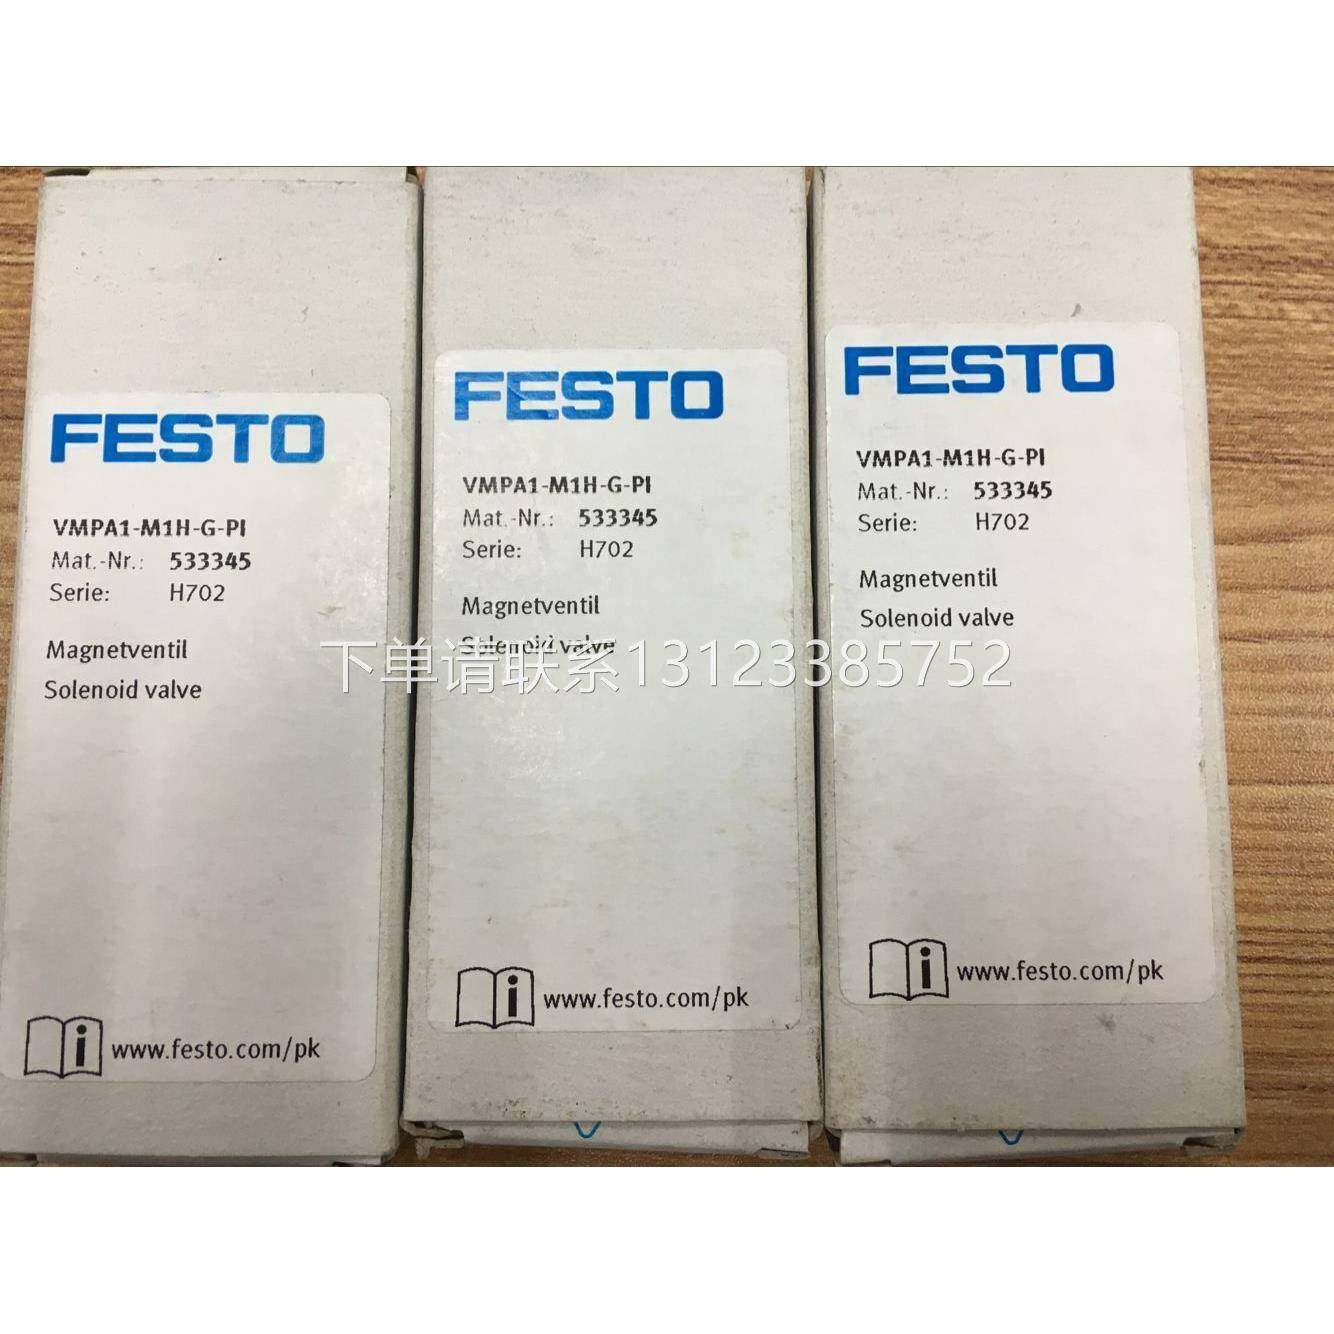 FESTO
VMPA1-M1H-G-PI
Mat.-Nr.: 533345
Serie: H702
Magnetventil
Solenoid valve
www.festo.com/pk
FESTO
VMPA1-M1H-G-PI
Mat.-Nr.: 533345
Serie: H702
Magnetventil
Solenoid valve
www.festo.com/pk
FESTO
VMPA1-M1H-G-PI
Mat.-Nr.: 533345
Serie: H702
Magnetventil
Solenoid valve
www.festo.com/pk
下单请联系13123385752